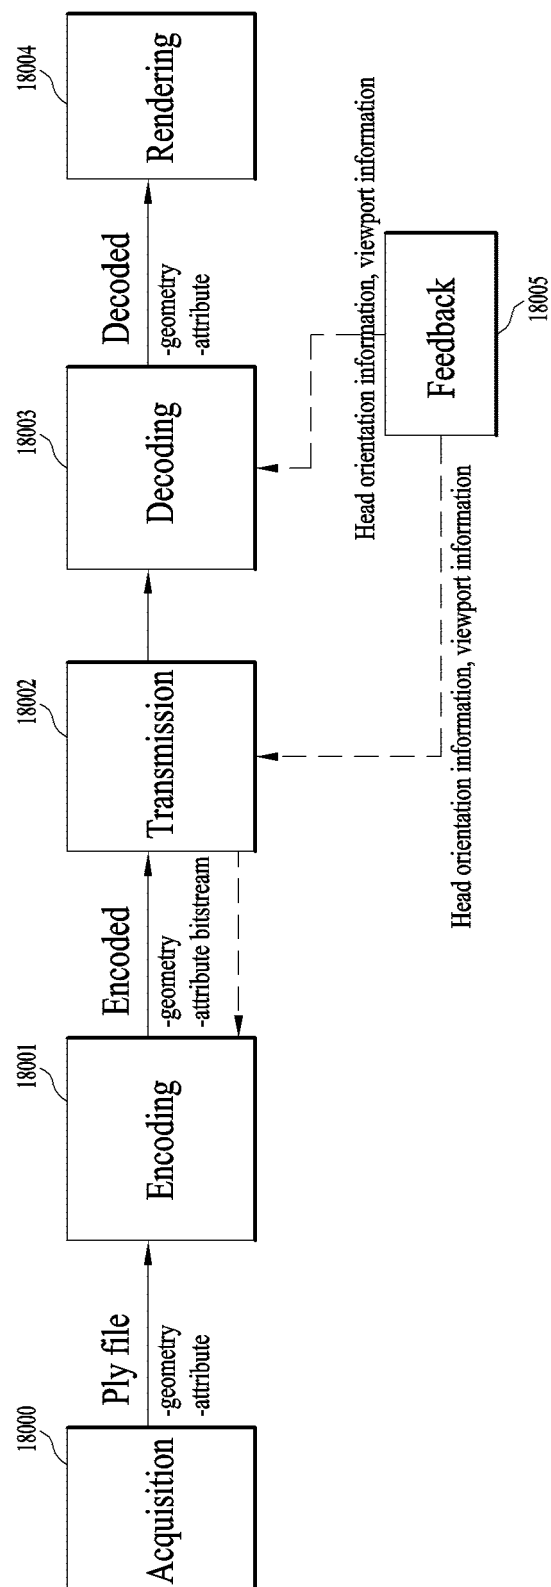 18000
Acquisition
Ply file
-geometry
-attribute
18001
Encoding
Encoded
-geometry
-attribute bitstream
18002
Transmission
18003
Decoding
Decoded
-geometry
-attribute
18004
Rendering
Head orientation information, viewport information
Feedback
18005
Head orientation information, viewport information